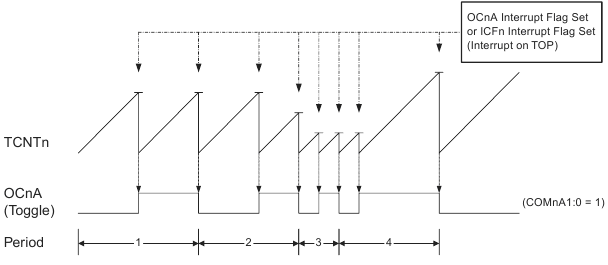 OCnA Interrupt Flag Set
or ICFn Interrupt Flag Set
(Interrupt on TOP)
TCNTn
OCnA
(Toggle)
(COMnA1:0 = 1)
Period
1
2
3
4